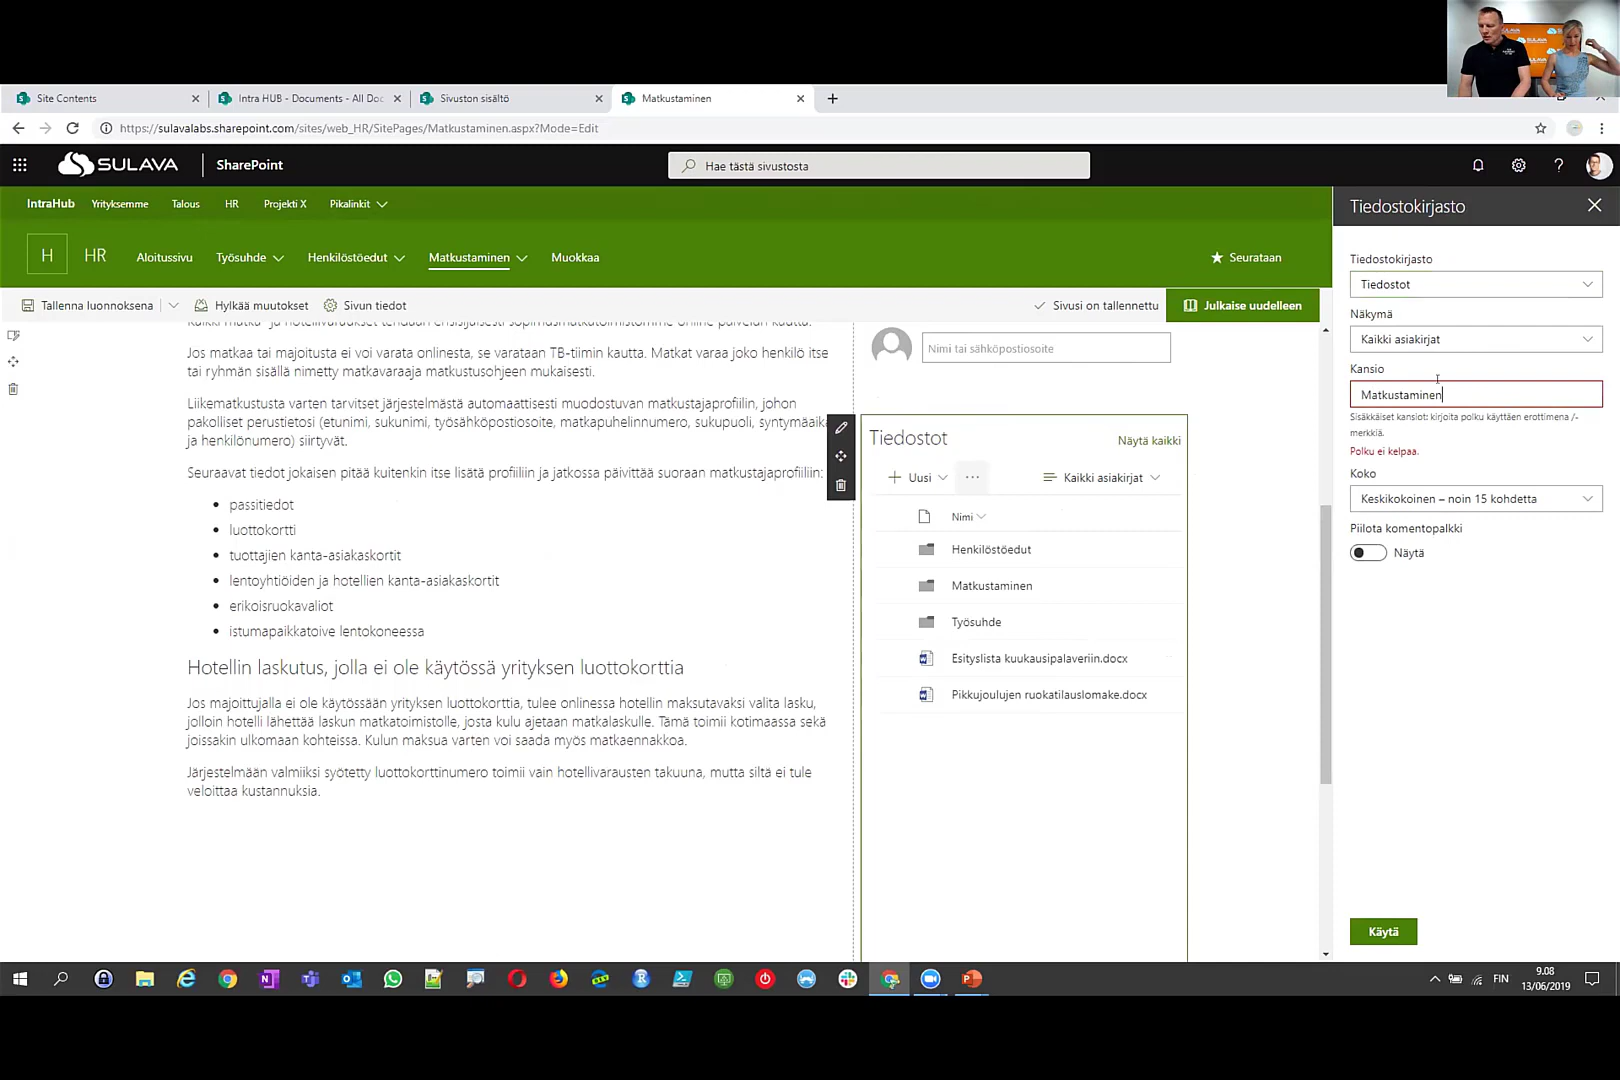 SULAVA
SULAVA
Site Contents
Intra HUB - Documents - All Doc
Sivuston sisältö
Matkustaminen
https://sulavalabs.sharepoint.com/sites/web_HR/SitePages/Matkustaminen.aspx?Mode=Edit
SULAVA
SharePoint
Hae tästä sivustosta
IntraHub
Yrityksemme
Talous
HR
Projekti X
Pikalinkit
Tiedostokirjasto
H
HR
Aloitussivu
Työsuhde
Henkilöstöedut
Matkustaminen
Muokkaa
Seurataan
Tallenna luonnoksena
Hylkää muutokset
Sivun tiedot
Sivusi on tallennettu
Julkaise uudelleen
Kaikki matka- ja hotellivaraukset tehdään ensisijaisesti sopimusmatkatoimistomme online palvelun kautta.
Jos matkaa tai majoitusta ei voi varata onlinesta, se varataan TB-tiimin kautta. Matkat varaa joko henkilö itse
tai ryhmän sisällä nimetty matkavaraaja matkustusohjeen mukaisesti.
Liikematkustusta varten tarvitset järjestelmästä automaattisesti muodostuvan matkustajaprofiilin, johon
pakolliset perustietosi (etunimi, sukunimi, työsähköpostiosoite, matkapuhelinnumero, sukupuoli, syntymäaika
ja henkilönumero) siirtyvät.
Seuraavat tiedot jokaisen pitää kuitenkin itse lisätä profiiliin ja jatkossa päivittää suoraan matkustajaprofiiliin:
passitiedot
luottokortti
tuottajien kanta-asiakaskortit
lentoyhtiöiden ja hotellien kanta-asiakaskortit
erikoisruokavaliot
istumapaikkatoive lentokoneessa
Hotellin laskutus, jolla ei ole käytössä yrityksen luottokorttia
Jos majoittujalla ei ole käytössään yrityksen luottokorttia, tulee onlinessa hotellin maksutavaksi valita lasku,
jolloin hotelli lähettää laskun matkatoimistolle, josta kulu ajetaan matkalaskulle. Tämä toimii kotimaassa sekä
joissakin ulkomaan kohteissa. Kulun maksua varten voi saada myös matkaennakkoa.
Järjestelmään valmiiksi syötetty luottokorttinumero toimii vain hotellivarausten takuuna, mutta siltä ei tule
veloittaa kustannuksia.
Nimi tai sähköpostiosoite
Tiedostot
Näytä kaikki
Uusi
Kaikki asiakirjat
Nimi
Henkilöstöedut
Matkustaminen
Työsuhde
Esityslista kuukausipalaveriin.docx
Pikkujoulujen ruokatilauslomake.docx
Tiedostokirjasto
Tiedostot
Näkymä
Kaikki asiakirjat
Kansio
Matkustaminen
Sisäkkäiset kansiot: kirjoita polku käyttäen erottimena /-
merkkiä.
Polku ei kelpaa.
Koko
Keskikokoinen – noin 15 kohdetta
Piilota komentopalkki
Näytä
Käytä
FIN
9.08
13/06/2019